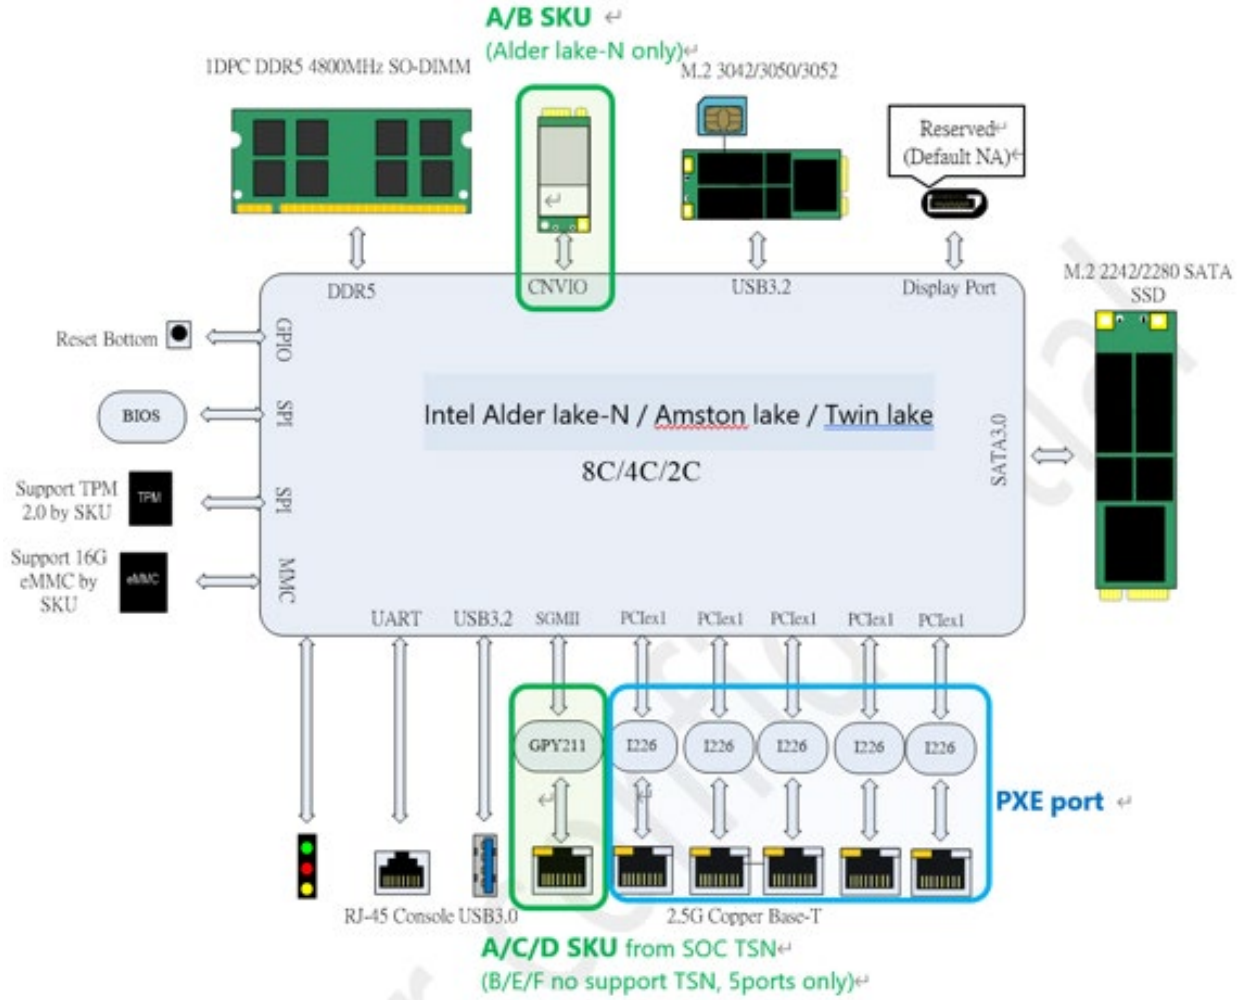 A/B SKU ↵
(Alder lake-N only)↵
1DPC DDR5 4800MHz SO-DIMM
M.2 3042/3050/3052
Reserved↵
(Default NA)↵
M.2 2242/2280 SATA
SSD
DDR5
CNVIO
USB3.2
Display Port
Reset Bottom
GPIO
BIOS
SPI
Intel Alder lake-N / Amston lake / Twin lake
8C/4C/2C
SATA3.0
Support TPM
2.0 by SKU
TPM
SPI
Support 16G
eMMC by
SKU
eMMC
MMC
UART
USB3.2
SGMII
PCIex1
PCIex1
PCIex1
PCIex1
PCIex1
GPY211
I226
I226
I226
I226
I226
PXE port ↵
RJ-45 Console
USB3.0
2.5G Copper Base-T
A/C/D SKU from SOC TSN↵
(B/E/F no support TSN, 5ports only)↵